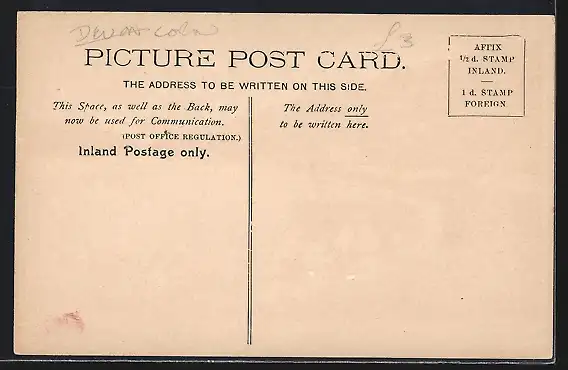 £3
PICTURE POST CARD.
THE ADDRESS TO BE WRITTEN ON THIS SIDE.
This Space, as well as the Back, may
now be used for Communication.
(POST OFFICE REGULATION.)
Inland Postage only.
The Address only
to be written here.
AFFIX
1/2 d. STAMP
INLAND.
1 d. STAMP
FOREIGN